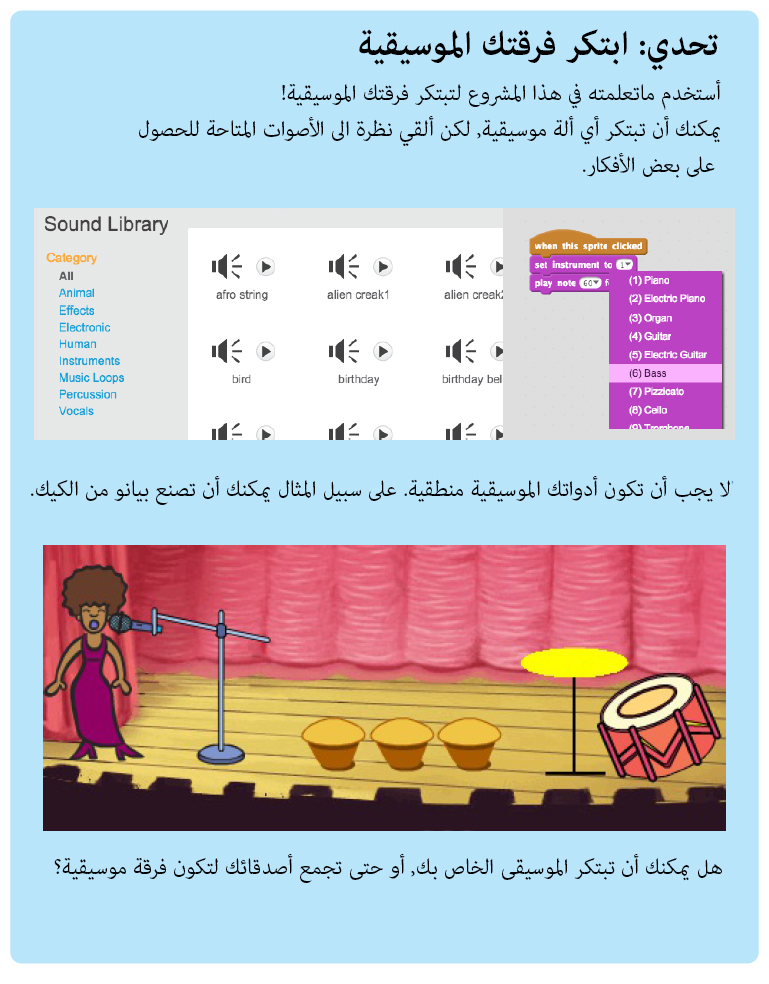 تحدي: ابتكر فرقتك الموسيقية
أستخدم ماتعلمته في هذا المشروع لتبتكر فرقتك الموسيقية!
يمكنك أن تبتكر أي ألة موسيقية, لكن ألقي نظرة الى الأصوات المتاحة للحصول
على بعض الأفكار.
Sound Library
Category
All
Animal
Effects
Electronic
Human
Instruments
Music Loops
Percussion
Vocals
afro string
alien creak1
alien creak2
bird
birthday
birthday bel
when this sprite clicked
set instrument to 1
play note 60 f
(1) Piano
(2) Electric Piano
(3) Organ
(4) Guitar
(5) Electric Guitar
(6) Bass
(7) Pizzicato
(8) Cello
(9) Trombone
لا يجب أن تكون أدواتك الموسيقية منطقية. على سبيل المثال يمكنك أن تصنع بيانو من الكيك.
هل يمكنك أن تبتكر الموسيقى الخاص بك, أو حتى تجمع أصدقائك لتكون فرقة موسيقية؟